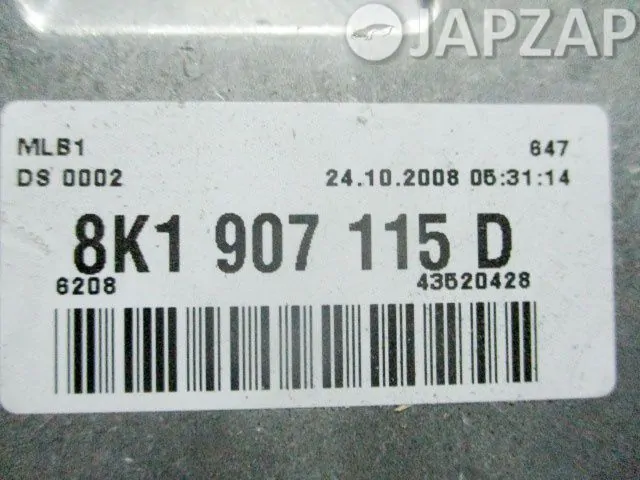 JAPZAP
MLB1 647
DS 0002 24.10.2008 05:31:14
8K1 907 115 D
6208 43520428